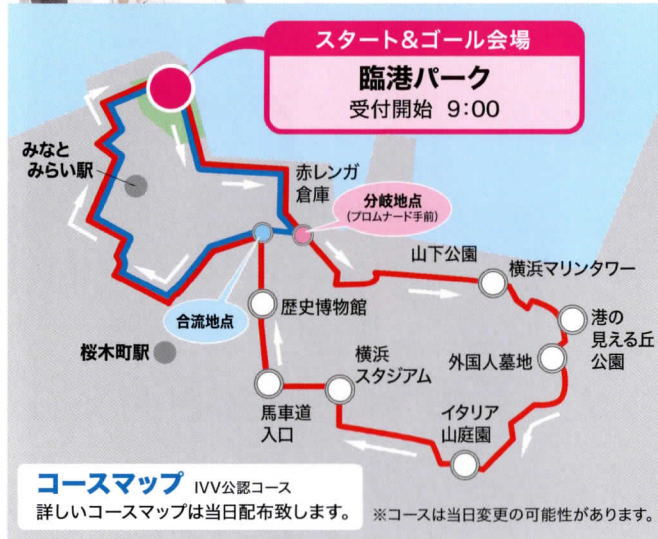 スタート&ゴール会場
臨港パーク
受付開始 9:00
みなと
みらい駅
赤レンガ
倉庫
分岐地点
(プロムナード手前)
山下公園
横浜マリンタワー
合流地点
歴史博物館
港の
見える丘
公園
桜木町駅
横浜
スタジアム
外国人墓地
馬車道
入口
イタリア
山庭園
コースマップ IVV公認コース
詳しいコースマップは当日配布致します。
※コースは当日変更の可能性があります。